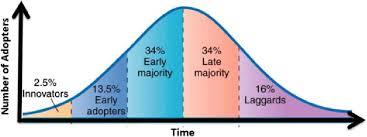 Number of Adopters
2.5%
Innovators
13.5%
Early
adopters
34%
Early
majority
34%
Late
majority
16%
Laggards
Time